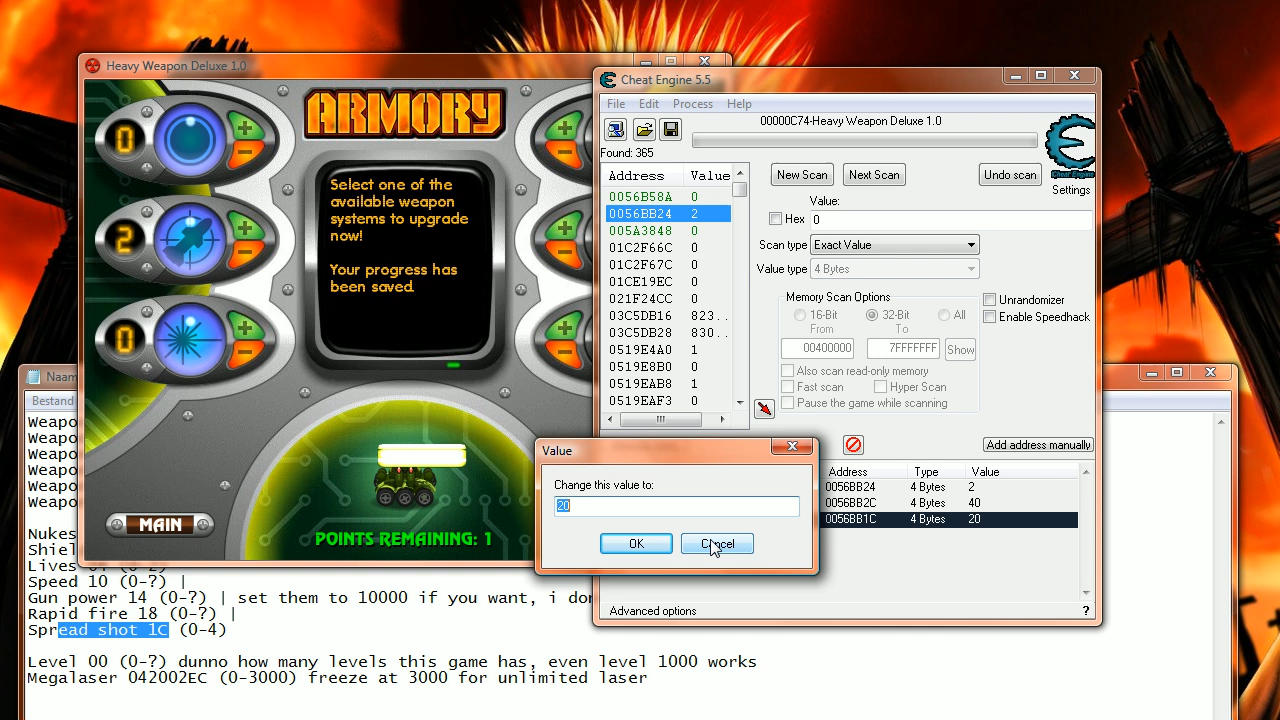 Heavy Weapon Deluxe 1.0
ARMORY
0
2
0
Select one of the
available weapon
systems to upgrade
now!
Your progress has
been saved.
MAIN
POINTS REMAINING: 1
Cheat Engine 5.5
File Edit Process Help
00000C74-Heavy Weapon Deluxe 1.0
Found: 365
Cheat Engine
Settings
Address Value
0056B58A 0
0056BB24 2
005A3848 0
01C2F66C 0
01C2F67C 0
01CE19EC 0
021F24CC 0
03C5DB16 823..
03C5DB28 830..
0519E4A0 1
0519E8B0 0
0519EAB8 1
0519EAF3 0
New Scan Next Scan Undo scan
Value:
Hex 0
Scan type Exact Value
Value type 4 Bytes
Memory Scan Options
16-Bit 32-Bit All
From To
00400000 7FFFFFFF Show
Also scan read-only memory
Fast scan Hyper Scan
Pause the game while scanning
Unrandomizer
Enable Speedhack
Add address manually
Address Type Value
0056BB24 4 Bytes 2
0056BB2C 4 Bytes 40
0056BB1C 4 Bytes 20
Advanced options ?
Value
Change this value to:
20
OK Cancel
Naam
Bestand
Weapo
Weapo
Weapo
Weapo
Weapo
Weapo
Nukes
Shiel
Lives
Speed 10 (0-?) |
Gun power 14 (0-?) | set them to 10000 if you want, i don
Rapid fire 18 (0-?) |
Spread shot 1C (0-4)
Level 00 (0-?) dunno how many levels this game has, even level 1000 works
Megalaser 042002EC (0-3000) freeze at 3000 for unlimited laser